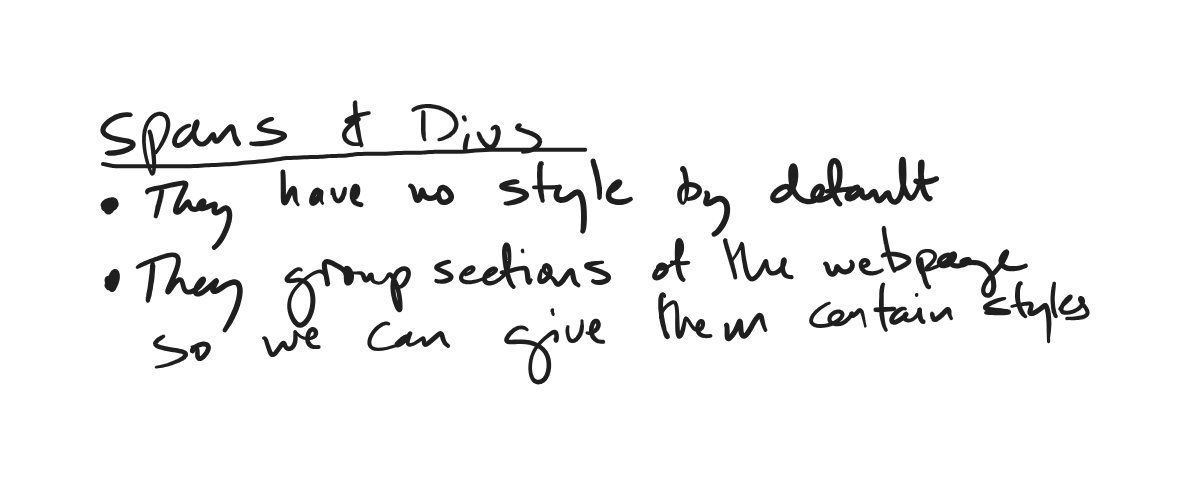 Spans & Divs
• They have no style by default
• They group sections of the webpage
so we can give them certain styles